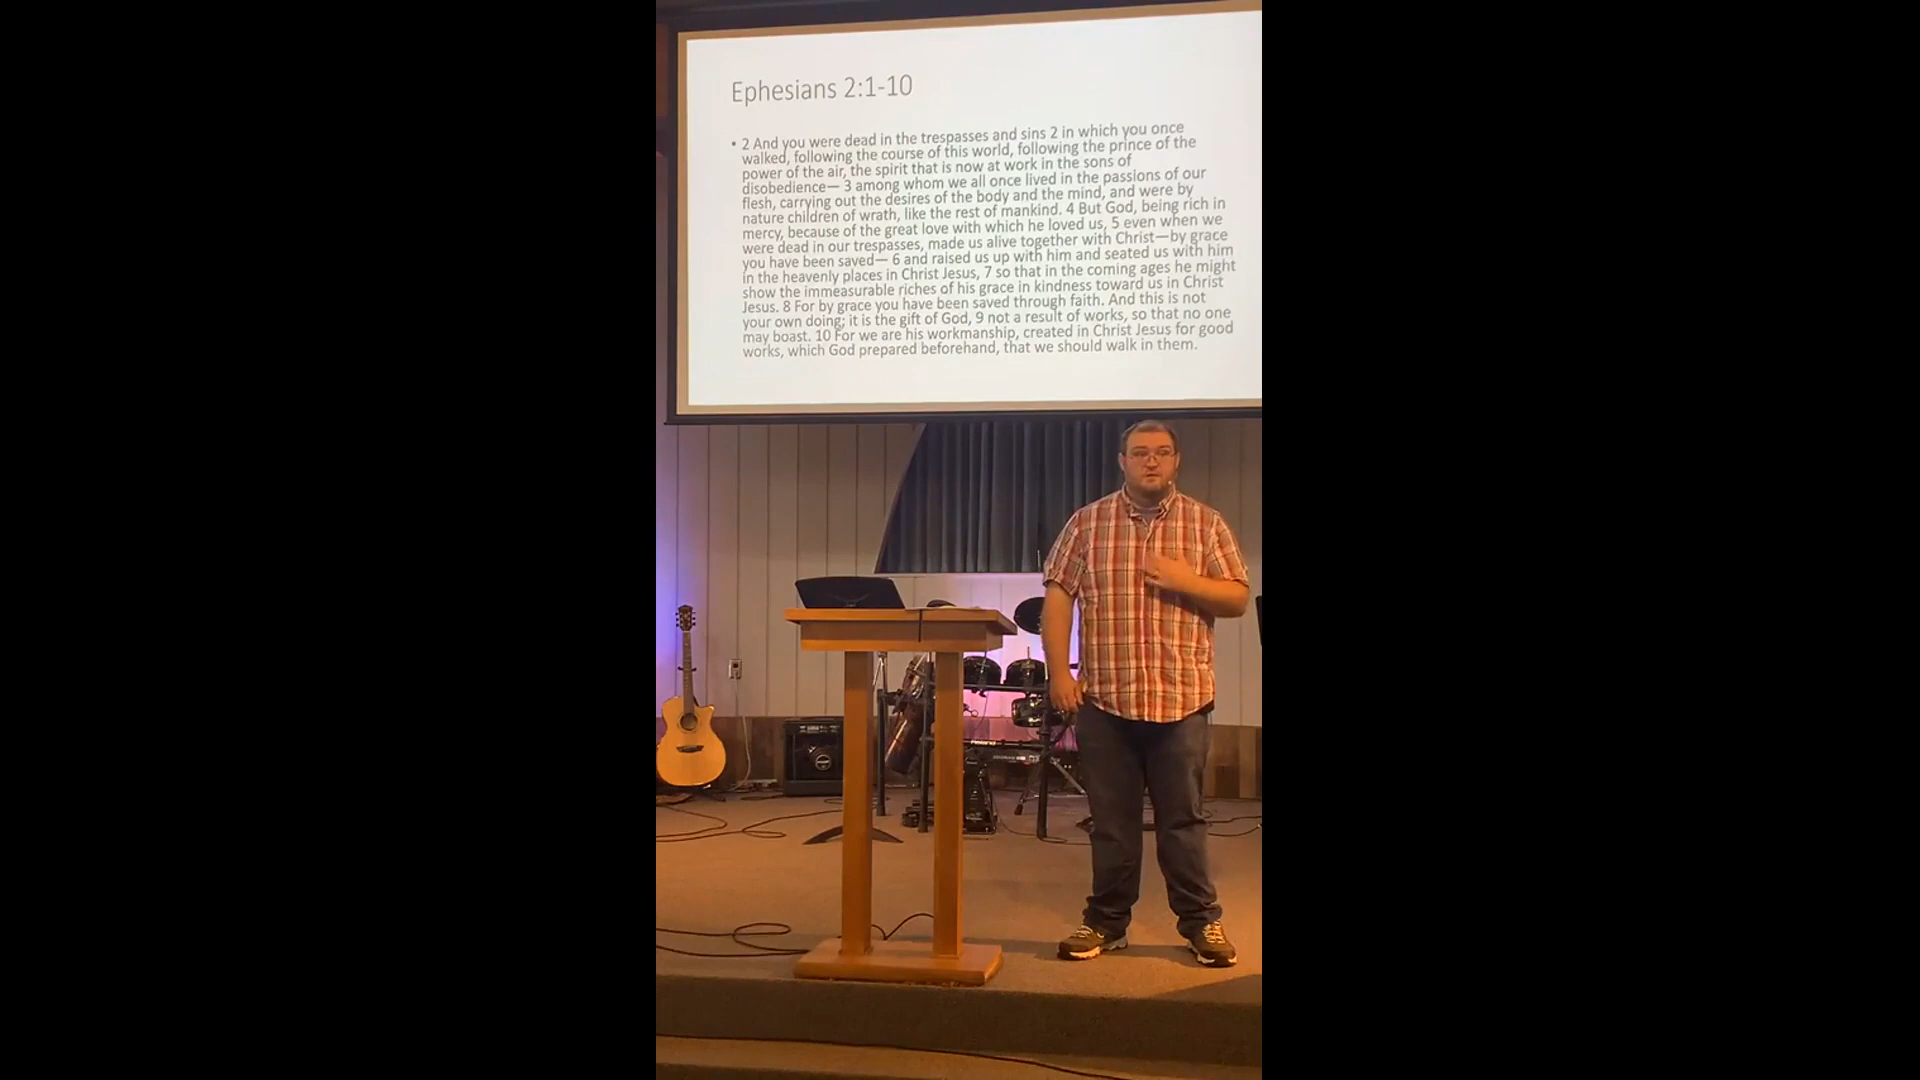 Ephesians 2:1-10
• 2 And you were dead in the trespasses and sins 2 in which you once
walked, following the course of this world, following the prince of the
power of the air, the spirit that is now at work in the sons of
disobedience— 3 among whom we all once lived in the passions of our
flesh, carrying out the desires of the body and the mind, and were by
nature children of wrath, like the rest of mankind. 4 But God, being rich in
mercy, because of the great love with which he loved us, 5 even when we
were dead in our trespasses, made us alive together with Christ—by grace
you have been saved— 6 and raised us up with him and seated us with him
in the heavenly places in Christ Jesus, 7 so that in the coming ages he might
show the immeasurable riches of his grace in kindness toward us in Christ
Jesus. 8 For by grace you have been saved through faith. And this is not
your own doing; it is the gift of God, 9 not a result of works, so that no one
may boast. 10 For we are his workmanship, created in Christ Jesus for good
works, which God prepared beforehand, that we should walk in them.
Roland